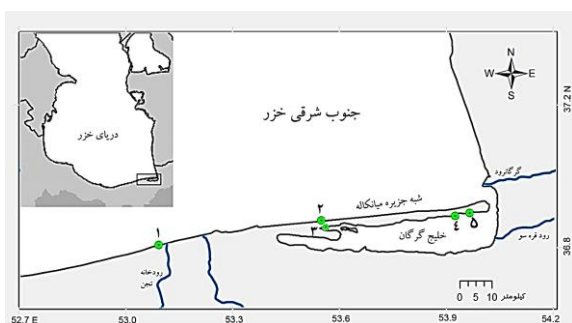 دریای خزر
جنوب شرقی خزر
N
W E
S
37.2 N
گرگانرود
شبه جزیره میانکاله
۲
۳
خلیج گرگان
۴
۵
رود قره سو
36.8
۱
رودخانه
تجن
0 5 10 کیلومتر
52.7 E
53.0
53.3
53.6
53.9
54.2